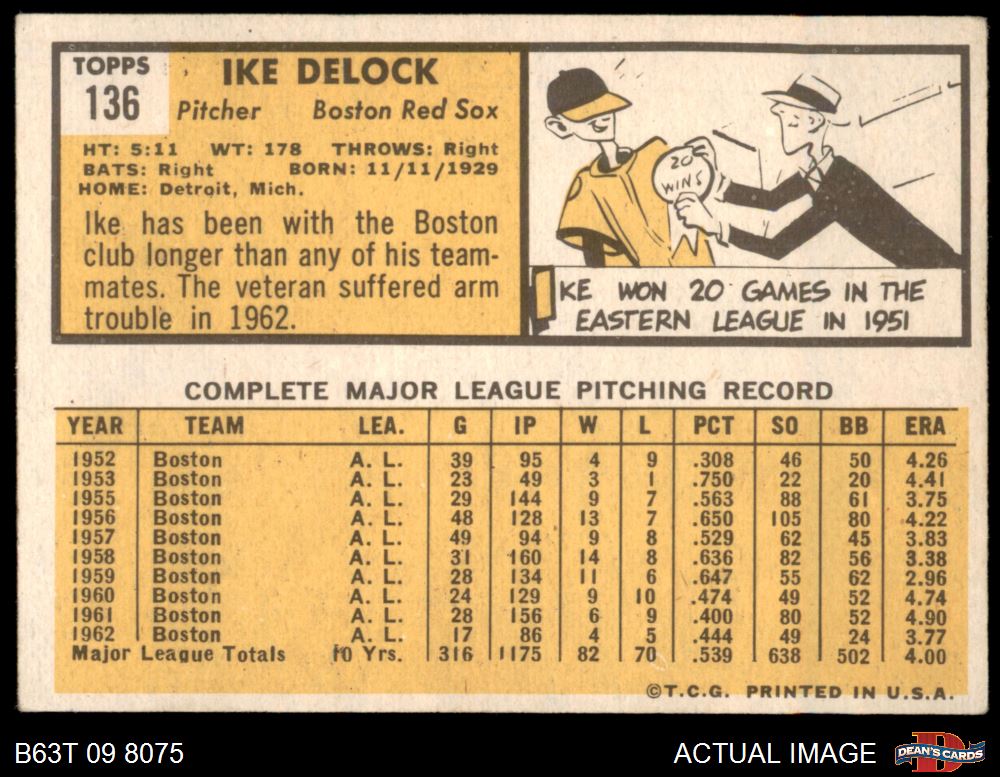 TOPPS
136
IKE DELOCK
Pitcher Boston Red Sox
HT: 5:11 WT: 178 THROWS: Right
BATS: Right BORN: 11/11/1929
HOME: Detroit, Mich.
Ike has been with the Boston
club longer than any of his team-
mates. The veteran suffered arm
trouble in 1962.
20
WINS
IKE WON 20 GAMES IN THE
EASTERN LEAGUE IN 1951
COMPLETE MAJOR LEAGUE PITCHING RECORD
YEAR TEAM LEA. G IP W L PCT SO BB ERA
1952 Boston A. L. 39 95 4 9 .308 46 50 4.26
1953 Boston A. L. 23 49 3 1 .750 22 20 4.41
1955 Boston A. L. 29 144 9 7 .563 88 61 3.75
1956 Boston A. L. 48 128 13 7 .650 105 80 4.22
1957 Boston A. L. 49 94 9 8 .529 62 45 3.83
1958 Boston A. L. 31 160 14 8 .636 82 56 3.38
1959 Boston A. L. 28 134 11 6 .647 55 62 2.96
1960 Boston A. L. 24 129 9 10 .474 49 52 4.74
1961 Boston A. L. 28 156 6 9 .400 80 52 4.90
1962 Boston A. L. 17 86 4 5 .444 49 24 3.77
Major League Totals 10 Yrs. 316 1175 82 70 .539 638 502 4.00
©T.C.G. PRINTED IN U.S.A.
B63T 09 8075
ACTUAL IMAGE
D
DEAN'S CARDS